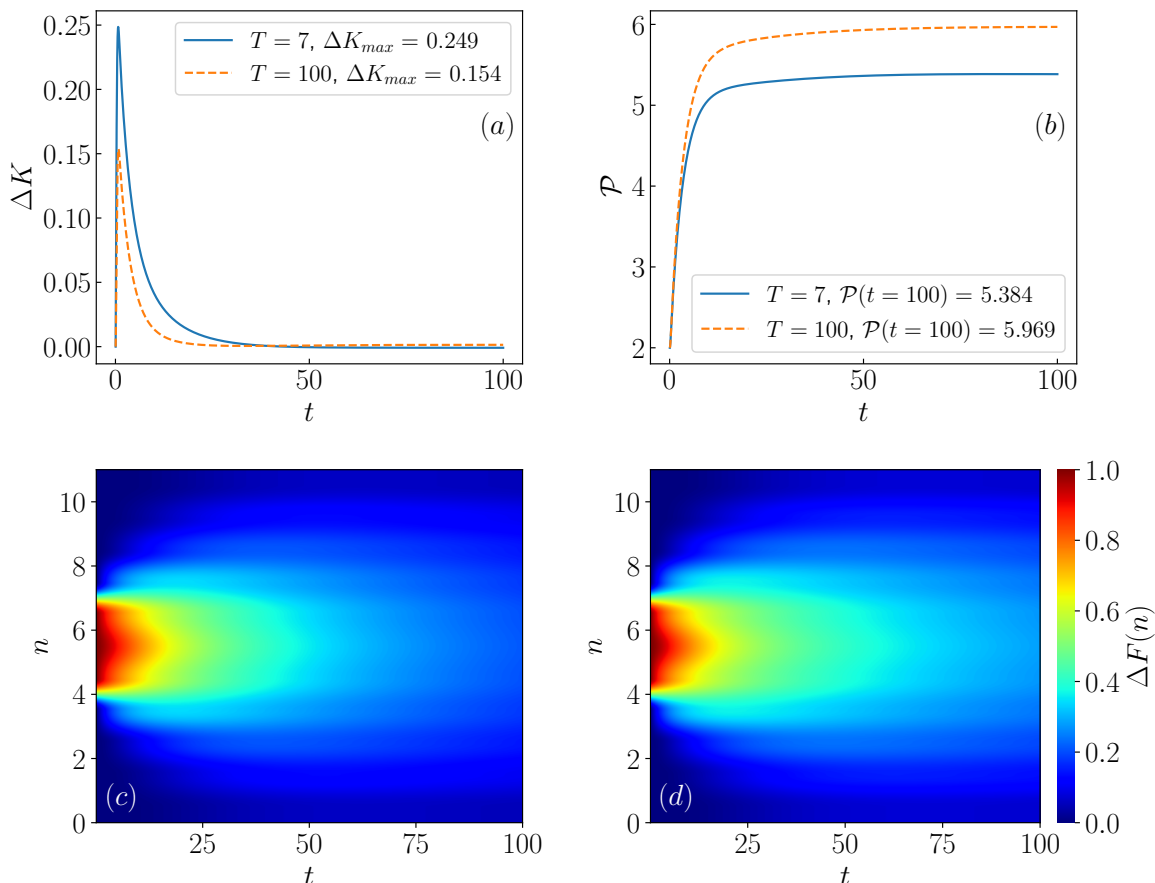 0.25
0.20
0.15
0.10
0.05
0.00
ΔK
0
50
100
t
T = 7, ΔK_max = 0.249
T = 100, ΔK_max = 0.154
(a)
6
5
4
3
2
𝒫
0
50
100
t
(b)
T = 7, 𝒫(t = 100) = 5.384
T = 100, 𝒫(t = 100) = 5.969
10
8
6
4
2
0
n
(c)
25
50
75
100
t
10
8
6
4
2
0
n
(d)
25
50
75
100
t
1.0
0.8
0.6
0.4
0.2
0.0
ΔF(n)